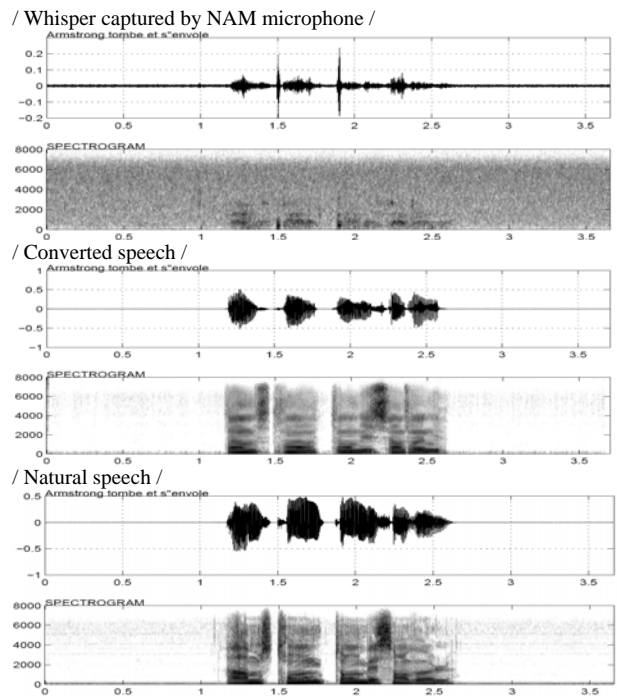 / Whisper captured by NAM microphone /
Armstrong tombe et s"envole
0.2
0.1
0
-0.1
-0.2
0 0.5 1 1.5 2 2.5 3 3.5
SPECTROGRAM
8000
6000
4000
2000
0
0 0.5 1 1.5 2 2.5 3 3.5
/ Converted speech /
Armstrong tombe et s"envole
1
0.5
0
-0.5
-1
0 0.5 1 1.5 2 2.5 3 3.5
SPECTROGRAM
8000
6000
4000
2000
0
0 0.5 1 1.5 2 2.5 3 3.5
/ Natural speech /
Armstrong tombe et s"envole
0.5
0
-0.5
-1
0 0.5 1 1.5 2 2.5 3 3.5
SPECTROGRAM
8000
6000
4000
2000
0
0 0.5 1 1.5 2 2.5 3 3.5